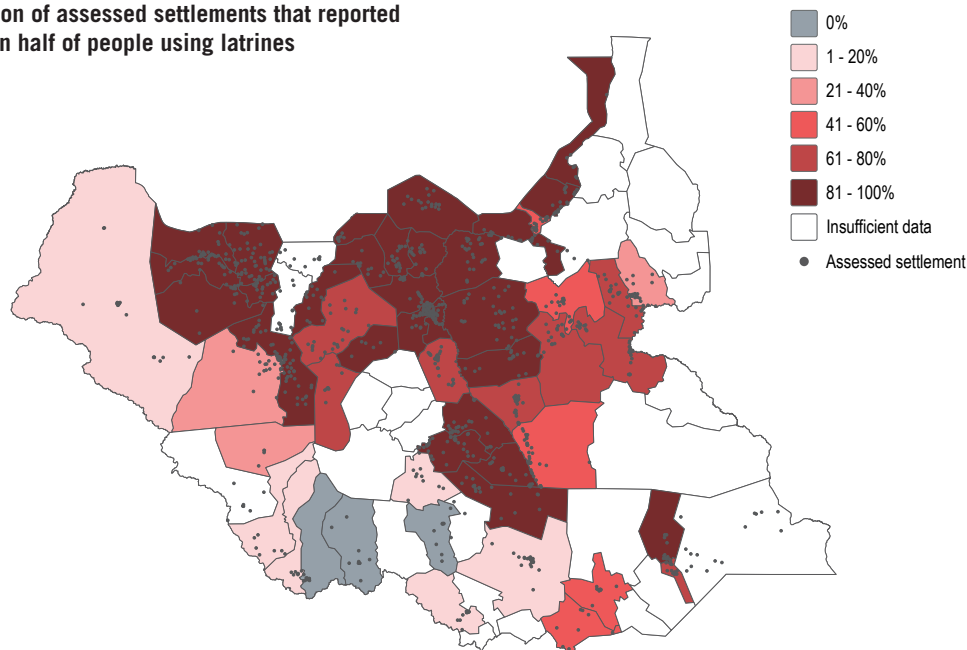 on of assessed settlements that reported
n half of people using latrines
0%
1 - 20%
21 - 40%
41 - 60%
61 - 80%
81 - 100%
Insufficient data
Assessed settlement